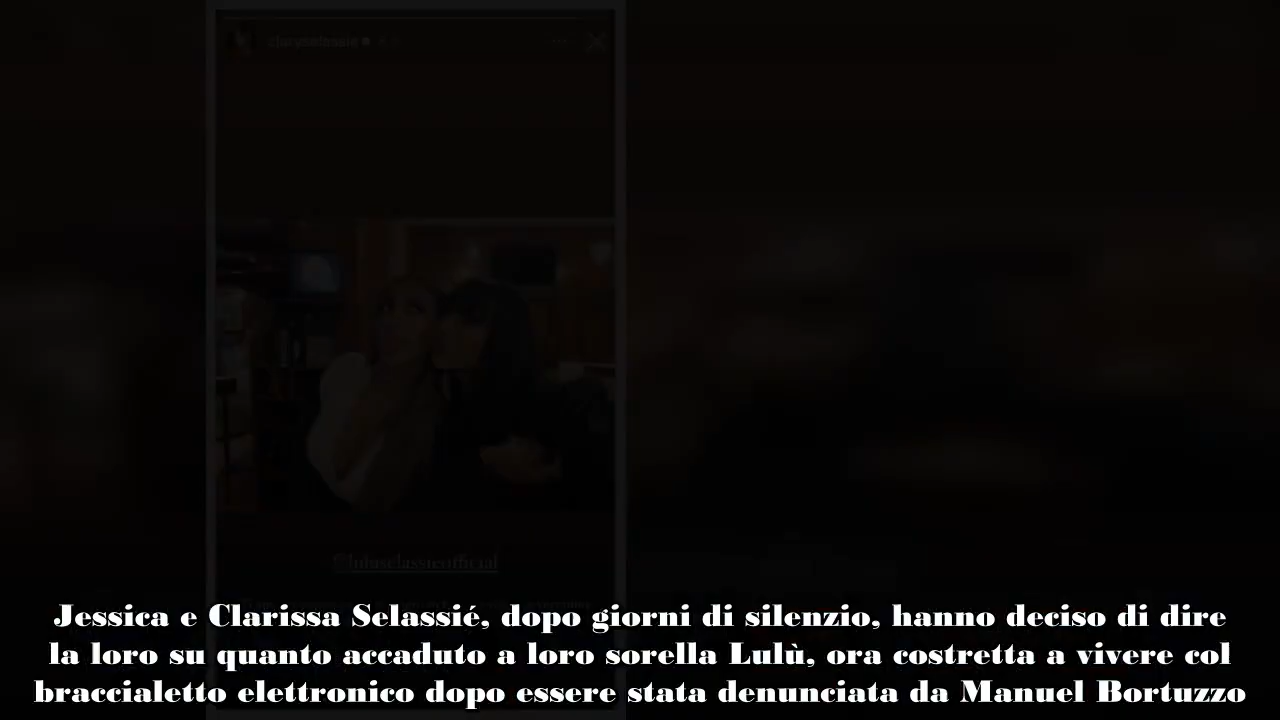 @luluselassieofficial
Jessica e Clarissa Selassié, dopo giorni di silenzio, hanno deciso di dire
la loro su quanto accaduto a loro sorella Lulù, ora costretta a vivere col
braccialetto elettronico dopo essere stata denunciata da Manuel Bortuzzo